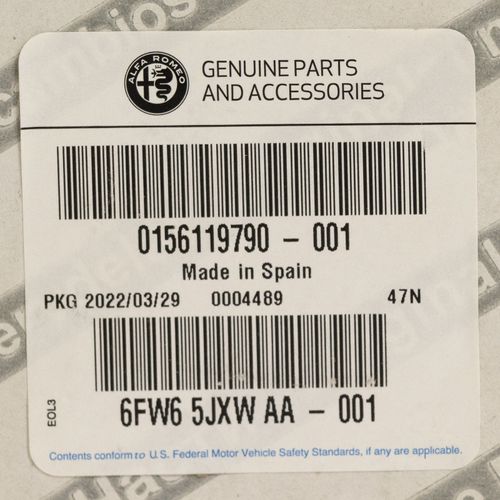 ALFA ROMEO
GENUINE PARTS
AND ACCESSORIES
0156119790 - 001
Made in Spain
PKG 2022/03/29 0004489 47N
6FW6 5JXW AA - 001
EOL3
Contents conform to U.S. Federal Motor Vehicle Safety Standards, if any are applicable.